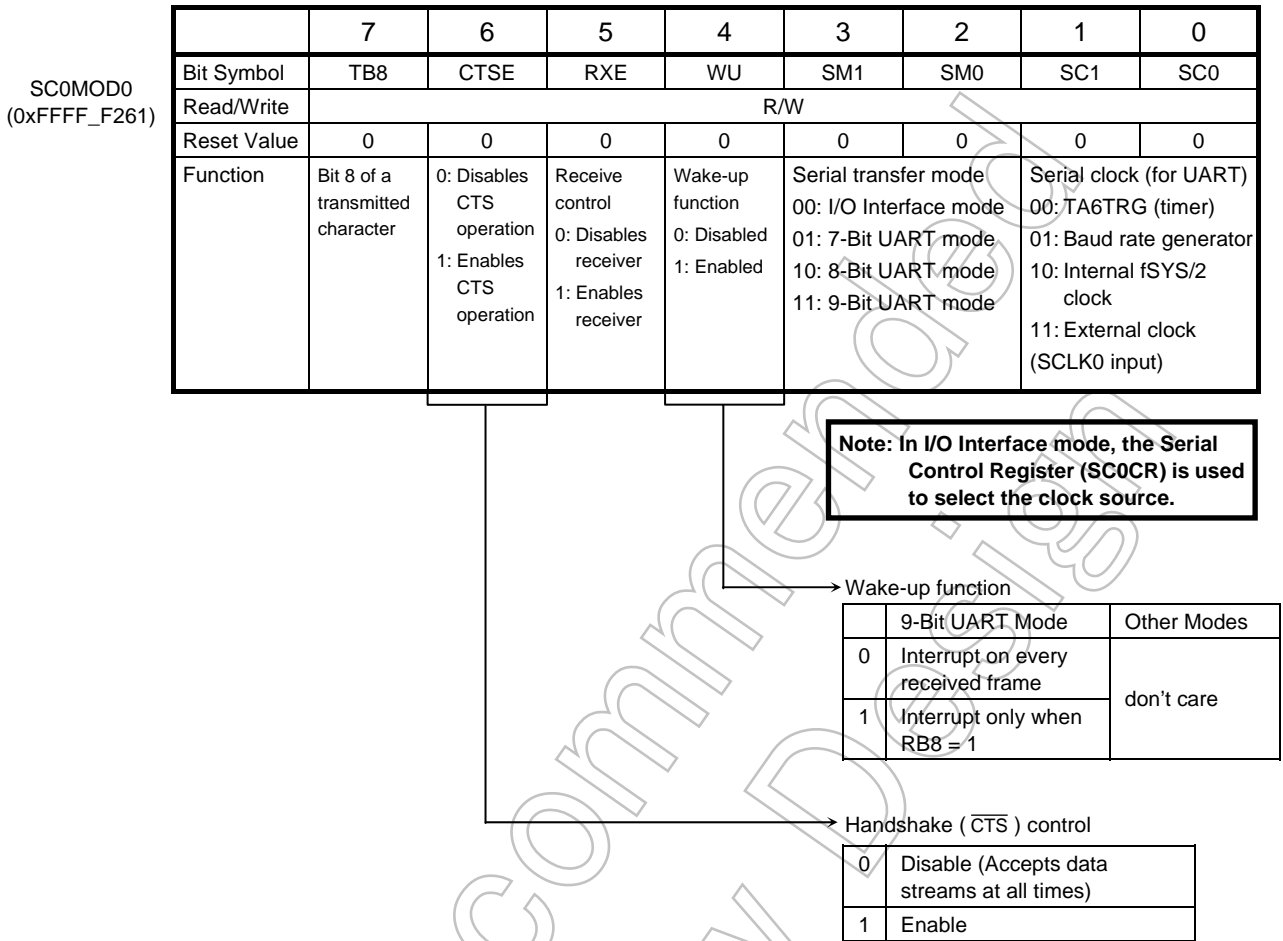 7 6 5 4 3 2 1 0
SC0MOD0
(0xFFFF_F261)
Bit Symbol TB8 CTSE RXE WU SM1 SM0 SC1 SC0
Read/Write R/W
Reset Value 0 0 0 0 0 0 0 0
Function
Bit 8 of a
transmitted
character
0: Disables
CTS
operation
1: Enables
CTS
operation
Receive
control
0: Disables
receiver
1: Enables
receiver
Wake-up
function
0: Disabled
1: Enabled
Serial transfer mode
00: I/O Interface mode
01: 7-Bit UART mode
10: 8-Bit UART mode
11: 9-Bit UART mode
Serial clock (for UART)
00: TA6TRG (timer)
01: Baud rate generator
10: Internal fSYS/2
clock
11: External clock
(SCLK0 input)
Note: In I/O Interface mode, the Serial
Control Register (SC0CR) is used
to select the clock source.
Wake-up function
9-Bit UART Mode Other Modes
0 Interrupt on every
received frame
don't care
1 Interrupt only when
RB8 = 1
Handshake ( C̅T̅S̅ ) control
0 Disable (Accepts data
streams at all times)
1 Enable
commended
Design